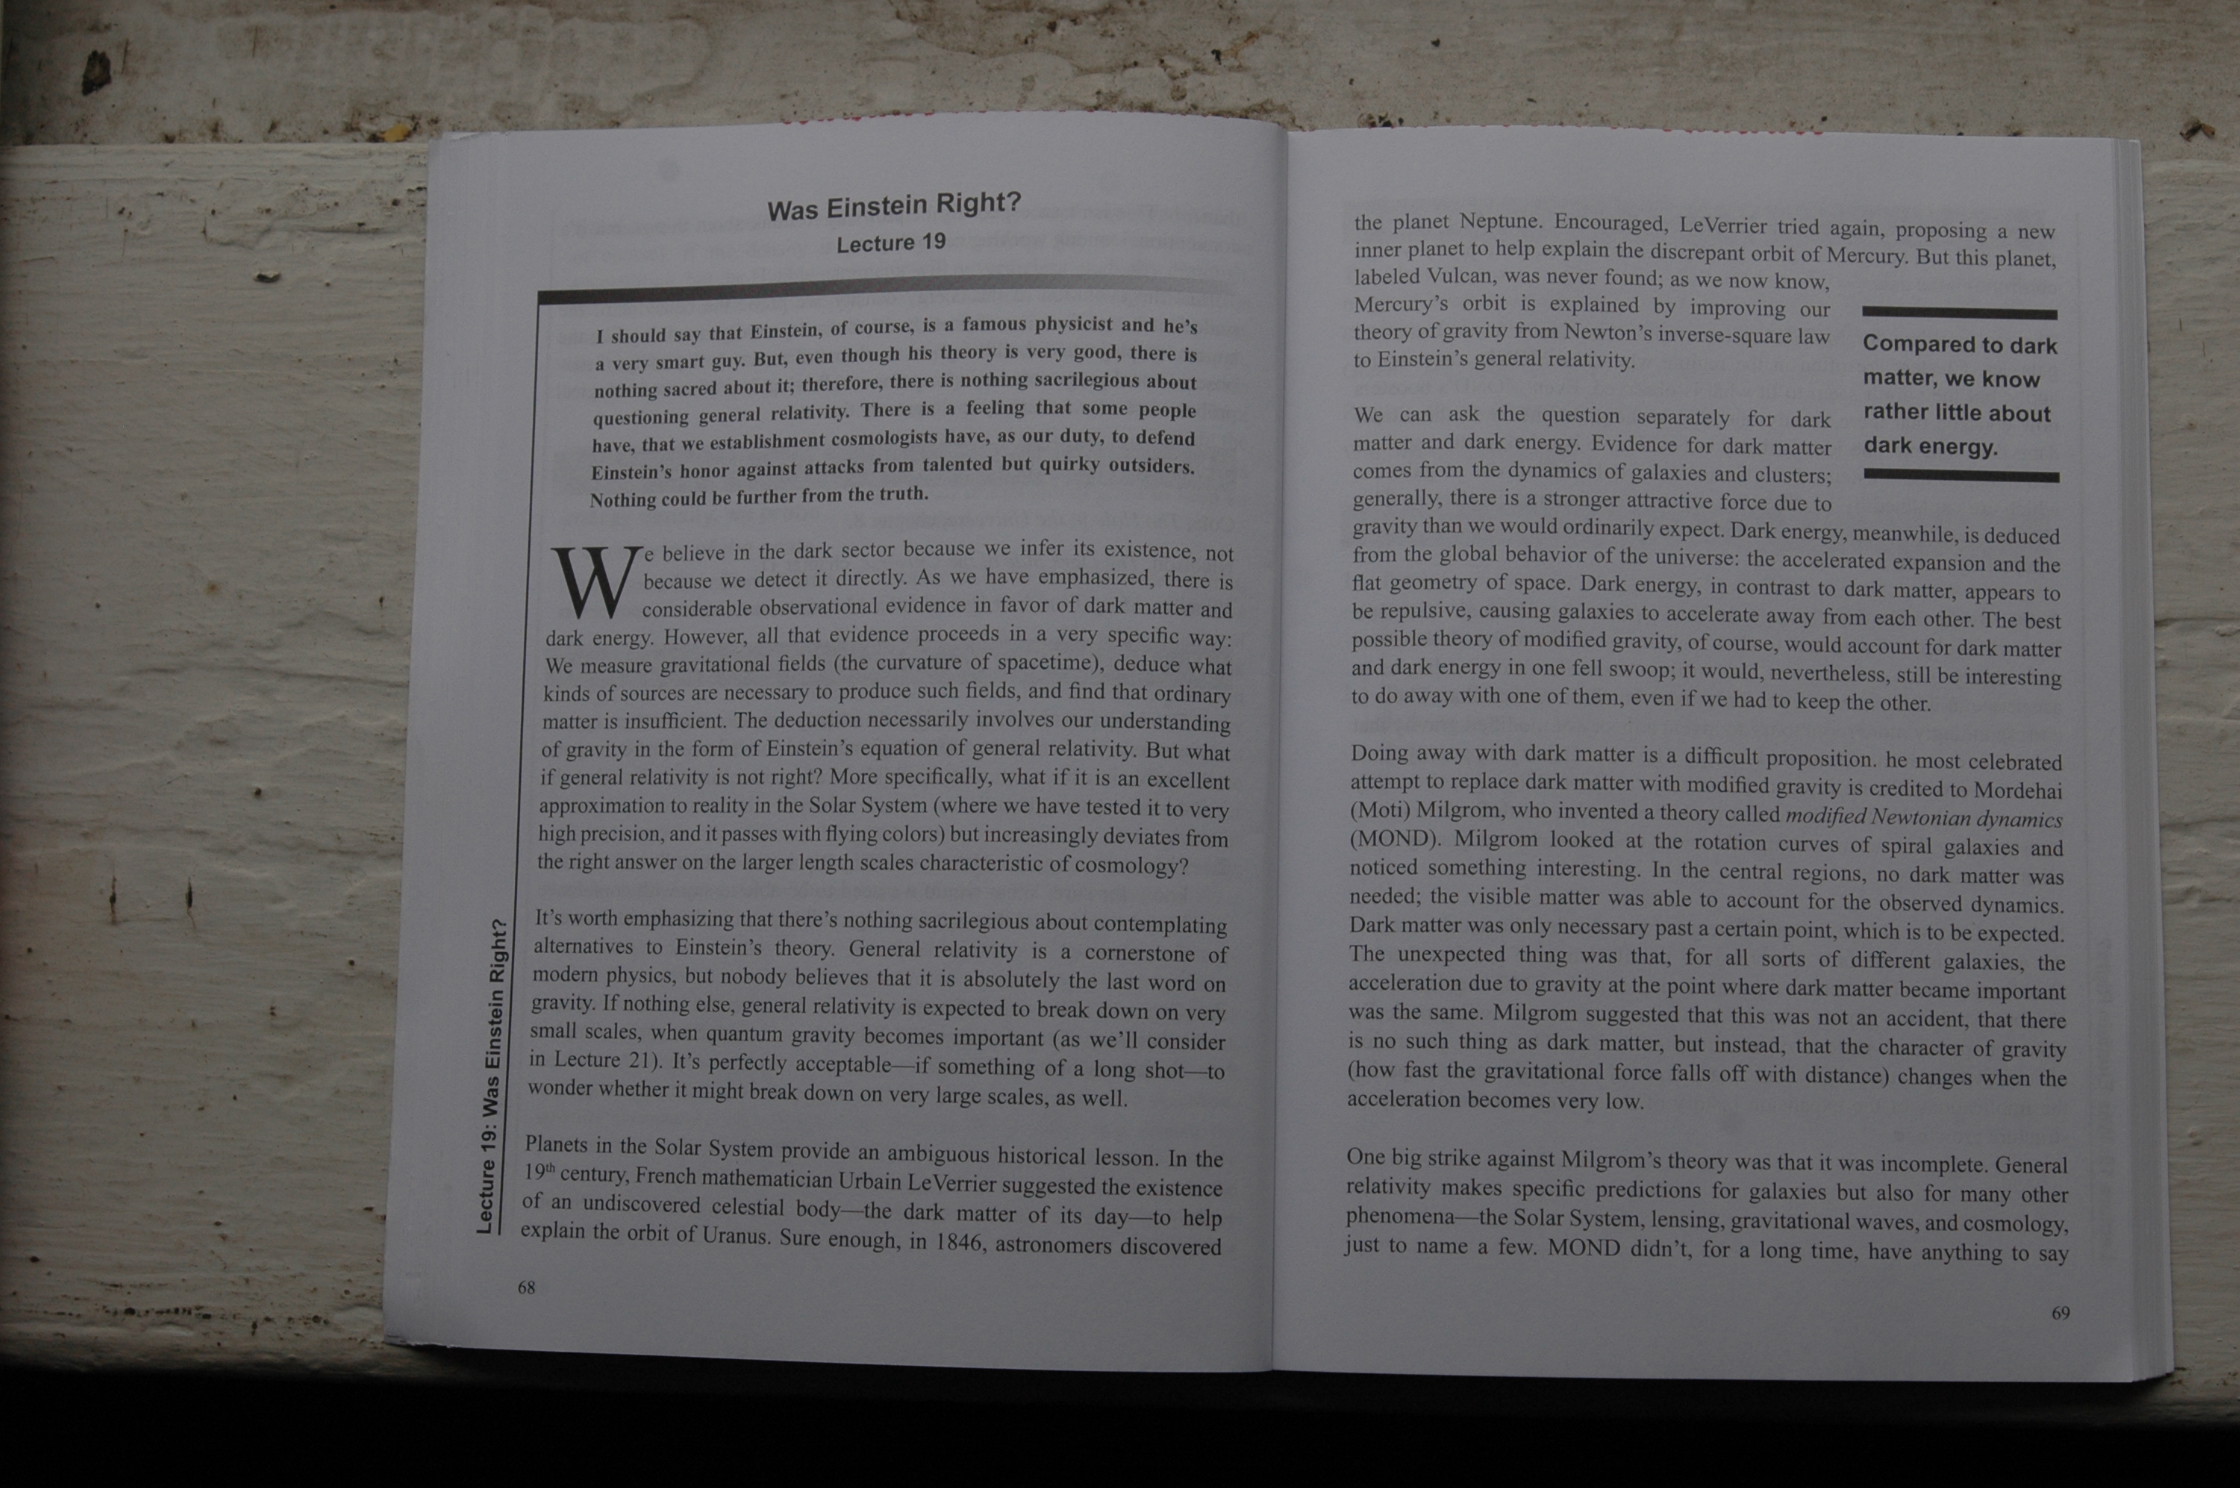 Was Einstein Right?
Lecture 19
I should say that Einstein, of course, is a famous physicist and he's
a very smart guy. But, even though his theory is very good, there is
nothing sacred about it; therefore, there is nothing sacrilegious about
questioning general relativity. There is a feeling that some people
have, that we establishment cosmologists have, as our duty, to defend
Einstein's honor against attacks from talented but quirky outsiders.
Nothing could be further from the truth.
We believe in the dark sector because we infer its existence, not
because we detect it directly. As we have emphasized, there is
considerable observational evidence in favor of dark matter and
dark energy. However, all that evidence proceeds in a very specific way:
We measure gravitational fields (the curvature of spacetime), deduce what
kinds of sources are necessary to produce such fields, and find that ordinary
matter is insufficient. The deduction necessarily involves our understanding
of gravity in the form of Einstein's equation of general relativity. But what
if general relativity is not right? More specifically, what if it is an excellent
approximation to reality in the Solar System (where we have tested it to very
high precision, and it passes with flying colors) but increasingly deviates from
the right answer on the larger length scales characteristic of cosmology?
It's worth emphasizing that there's nothing sacrilegious about contemplating
alternatives to Einstein's theory. General relativity is a cornerstone of
modern physics, but nobody believes that it is absolutely the last word on
gravity. If nothing else, general relativity is expected to break down on very
small scales, when quantum gravity becomes important (as we'll consider
in Lecture 21). It's perfectly acceptable—if something of a long shot—to
wonder whether it might break down on very large scales, as well.
Planets in the Solar System provide an ambiguous historical lesson. In the
19th century, French mathematician Urbain LeVerrier suggested the existence
of an undiscovered celestial body—the dark matter of its day—to help
explain the orbit of Uranus. Sure enough, in 1846, astronomers discovered
Lecture 19: Was Einstein Right?
68
the planet Neptune. Encouraged, LeVerrier tried again, proposing a new
inner planet to help explain the discrepant orbit of Mercury. But this planet,
labeled Vulcan, was never found; as we now know,
Mercury's orbit is explained by improving our
theory of gravity from Newton's inverse-square law
to Einstein's general relativity.
Compared to dark
matter, we know
rather little about
dark energy.
We can ask the question separately for dark
matter and dark energy. Evidence for dark matter
comes from the dynamics of galaxies and clusters;
generally, there is a stronger attractive force due to
gravity than we would ordinarily expect. Dark energy, meanwhile, is deduced
from the global behavior of the universe: the accelerated expansion and the
flat geometry of space. Dark energy, in contrast to dark matter, appears to
be repulsive, causing galaxies to accelerate away from each other. The best
possible theory of modified gravity, of course, would account for dark matter
and dark energy in one fell swoop; it would, nevertheless, still be interesting
to do away with one of them, even if we had to keep the other.
Doing away with dark matter is a difficult proposition. he most celebrated
attempt to replace dark matter with modified gravity is credited to Mordehai
(Moti) Milgrom, who invented a theory called modified Newtonian dynamics
(MOND). Milgrom looked at the rotation curves of spiral galaxies and
noticed something interesting. In the central regions, no dark matter was
needed; the visible matter was able to account for the observed dynamics.
Dark matter was only necessary past a certain point, which is to be expected.
The unexpected thing was that, for all sorts of different galaxies, the
acceleration due to gravity at the point where dark matter became important
was the same. Milgrom suggested that this was not an accident, that there
is no such thing as dark matter, but instead, that the character of gravity
(how fast the gravitational force falls off with distance) changes when the
acceleration becomes very low.
One big strike against Milgrom's theory was that it was incomplete. General
relativity makes specific predictions for galaxies but also for many other
phenomena—the Solar System, lensing, gravitational waves, and cosmology,
just to name a few. MOND didn't, for a long time, have anything to say
69